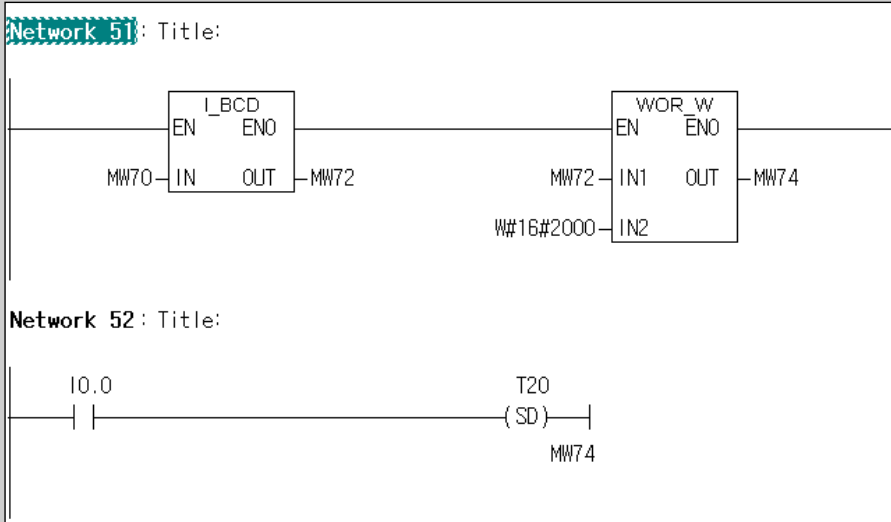 Network 51: Title:
I_BCD WOR_W
EN ENO EN ENO
MW70 IN OUT MW72 MW72 IN1 OUT MW74
W#16#2000 IN2
Network 52: Title:
I0.0 T20
(SD)
MW74